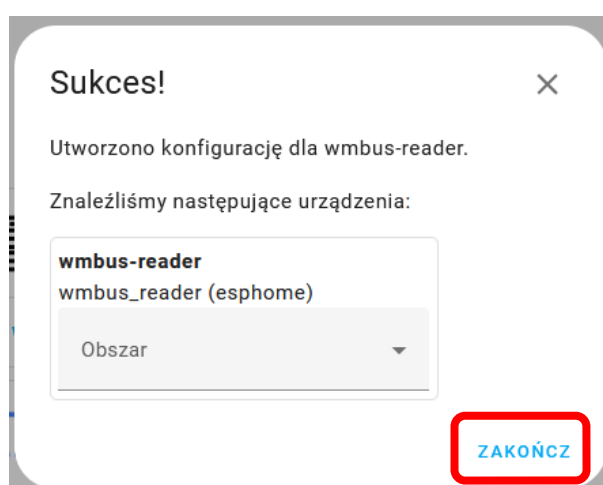 Sukces!
Utworzono konfigurację dla wmbus-reader.
Znaleźliśmy następujące urządzenia:
wmbus-reader
wmbus_reader (esphome)
Obszar
ZAKOŃCZ